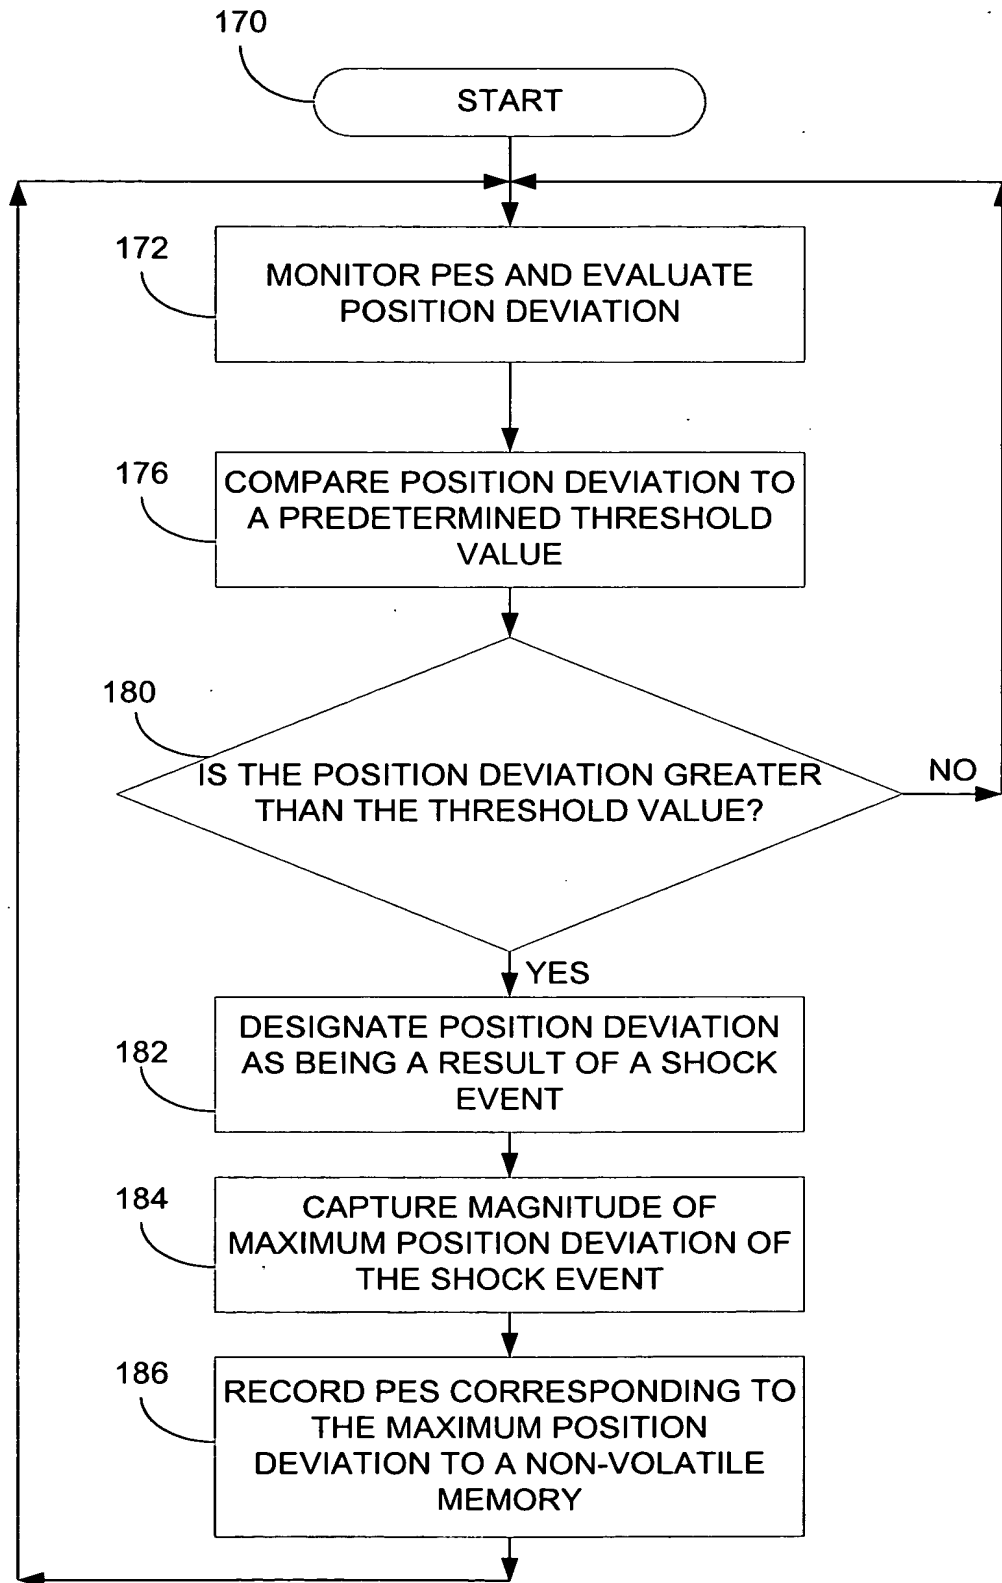 170
START
172
MONITOR PES AND EVALUATE
POSITION DEVIATION
176
COMPARE POSITION DEVIATION TO
A PREDETERMINED THRESHOLD
VALUE
180
IS THE POSITION DEVIATION GREATER
THAN THE THRESHOLD VALUE?
NO
YES
182
DESIGNATE POSITION DEVIATION
AS BEING A RESULT OF A SHOCK
EVENT
184
CAPTURE MAGNITUDE OF
MAXIMUM POSITION DEVIATION OF
THE SHOCK EVENT
186
RECORD PES CORRESPONDING TO
THE MAXIMUM POSITION
DEVIATION TO A NON-VOLATILE
MEMORY